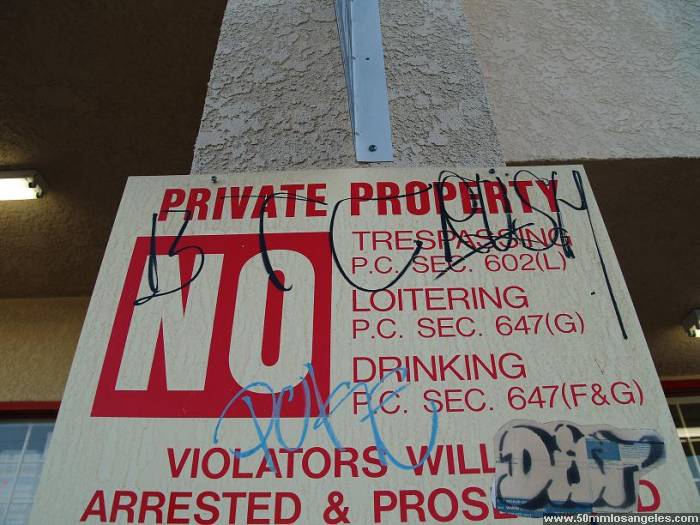 PRIVATE PROPERTY
NO
TRESPASSING
P.C. SEC. 602(L)
LOITERING
P.C. SEC. 647(G)
DRINKING
P.C. SEC. 647(F&G)
VIOLATORS WILL
ARRESTED & PROSE D
www.50mmlosangeles.com